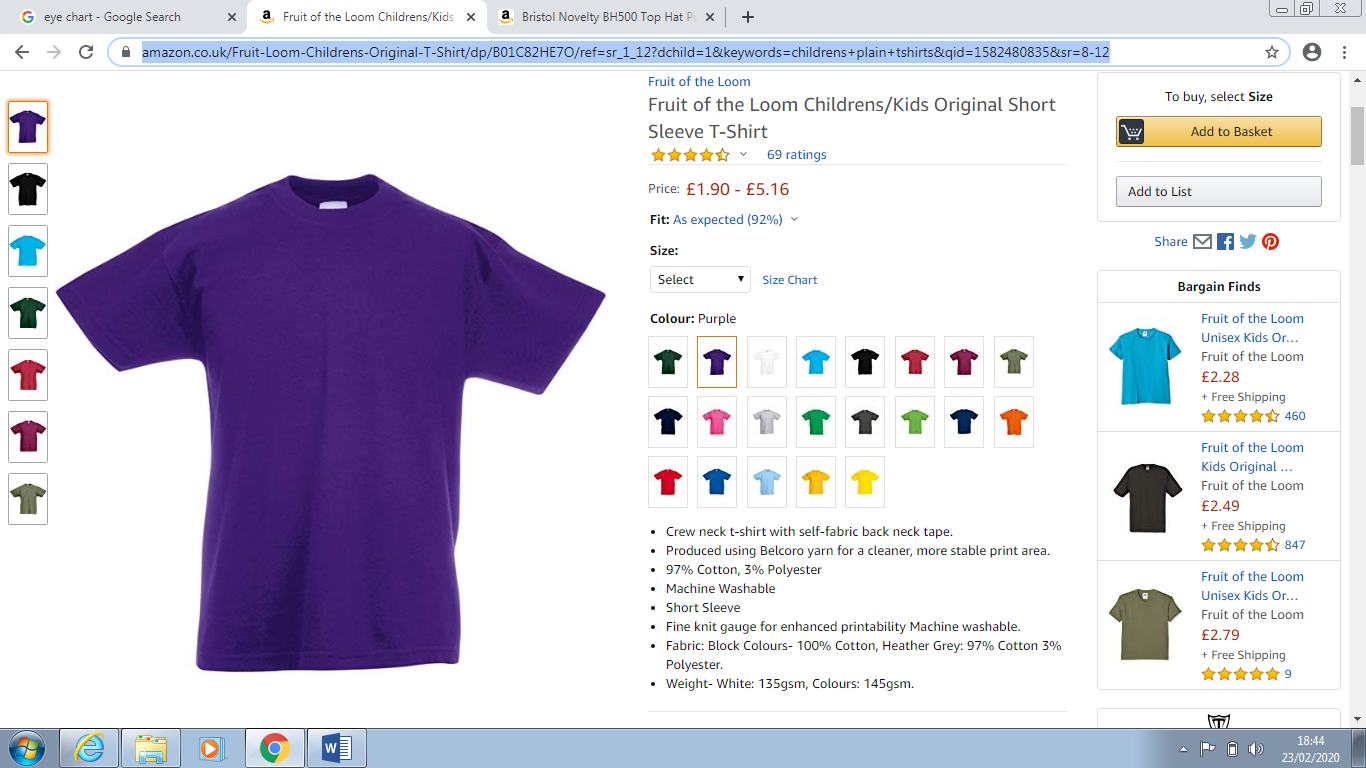 eye chart - Google Search
Fruit of the Loom Childrens/Kids
Bristol Novelty BH500 Top Hat Pu
amazon.co.uk/Fruit-Loom-Childrens-Original-T-Shirt/dp/B01C82HE7O/ref=sr_1_12?dchild=1&keywords=childrens+plain+tshirts&qid=1582480835&sr=8-12
Fruit of the Loom
Fruit of the Loom Childrens/Kids Original Short
Sleeve T-Shirt
69 ratings
Price: £1.90 - £5.16
Fit: As expected (92%)
Size:
Select
Size Chart
Colour: Purple
Crew neck t-shirt with self-fabric back neck tape.
Produced using Belcoro yarn for a cleaner, more stable print area.
97% Cotton, 3% Polyester
Machine Washable
Short Sleeve
Fine knit gauge for enhanced printability Machine washable.
Fabric: Block Colours- 100% Cotton, Heather Grey: 97% Cotton 3%
Polyester.
Weight- White: 135gsm, Colours: 145gsm.
To buy, select Size
Add to Basket
Add to List
Share
Bargain Finds
Fruit of the Loom
Unisex Kids Or...
Fruit of the Loom
£2.28
+ Free Shipping
460
Fruit of the Loom
Kids Original ...
Fruit of the Loom
£2.49
+ Free Shipping
847
Fruit of the Loom
Unisex Kids Or...
Fruit of the Loom
£2.79
+ Free Shipping
9
18:44
23/02/2020